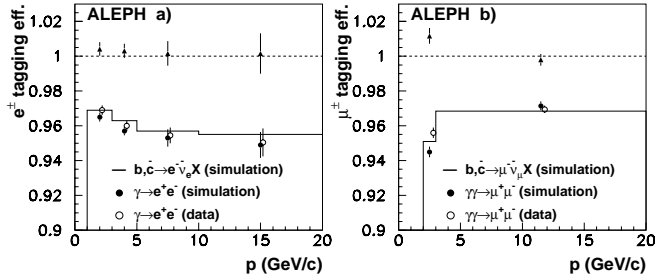 ALEPH a)
e± tagging eff.
1.02
1
0.98
0.96
0.94
0.92
0.9
b,c̄→e⁻ν̄ₑX (simulation)
γ→e⁺e⁻ (simulation)
γ→e⁺e⁻ (data)
0 5 10 15 20
p (GeV/c)
ALEPH b)
μ± tagging eff.
1.02
1
0.98
0.96
0.94
0.92
0.9
b,c̄→μ⁻ν̄μX (simulation)
γγ→μ⁺μ⁻ (simulation)
γγ→μ⁺μ⁻ (data)
0 5 10 15 20
p (GeV/c)